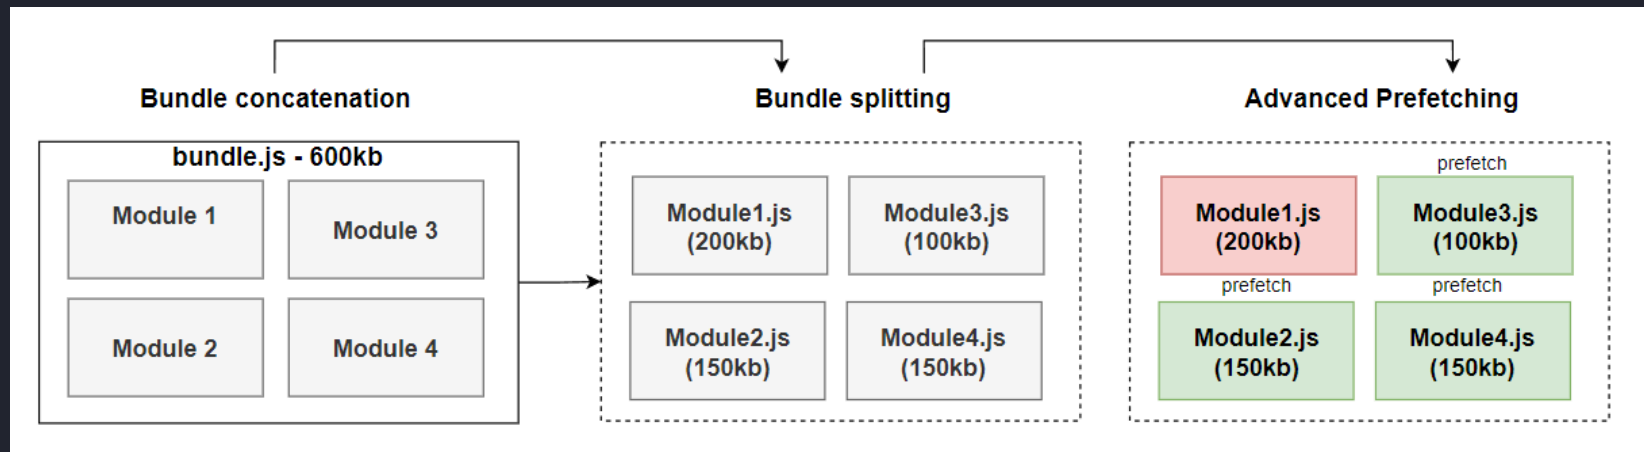 Bundle concatenation
bundle.js - 600kb
Module 1
Module 3
Module 2
Module 4
Bundle splitting
Module1.js
(200kb)
Module3.js
(100kb)
Module2.js
(150kb)
Module4.js
(150kb)
Advanced Prefetching
Module1.js
(200kb)
prefetch
Module3.js
(100kb)
prefetch
Module2.js
(150kb)
prefetch
Module4.js
(150kb)